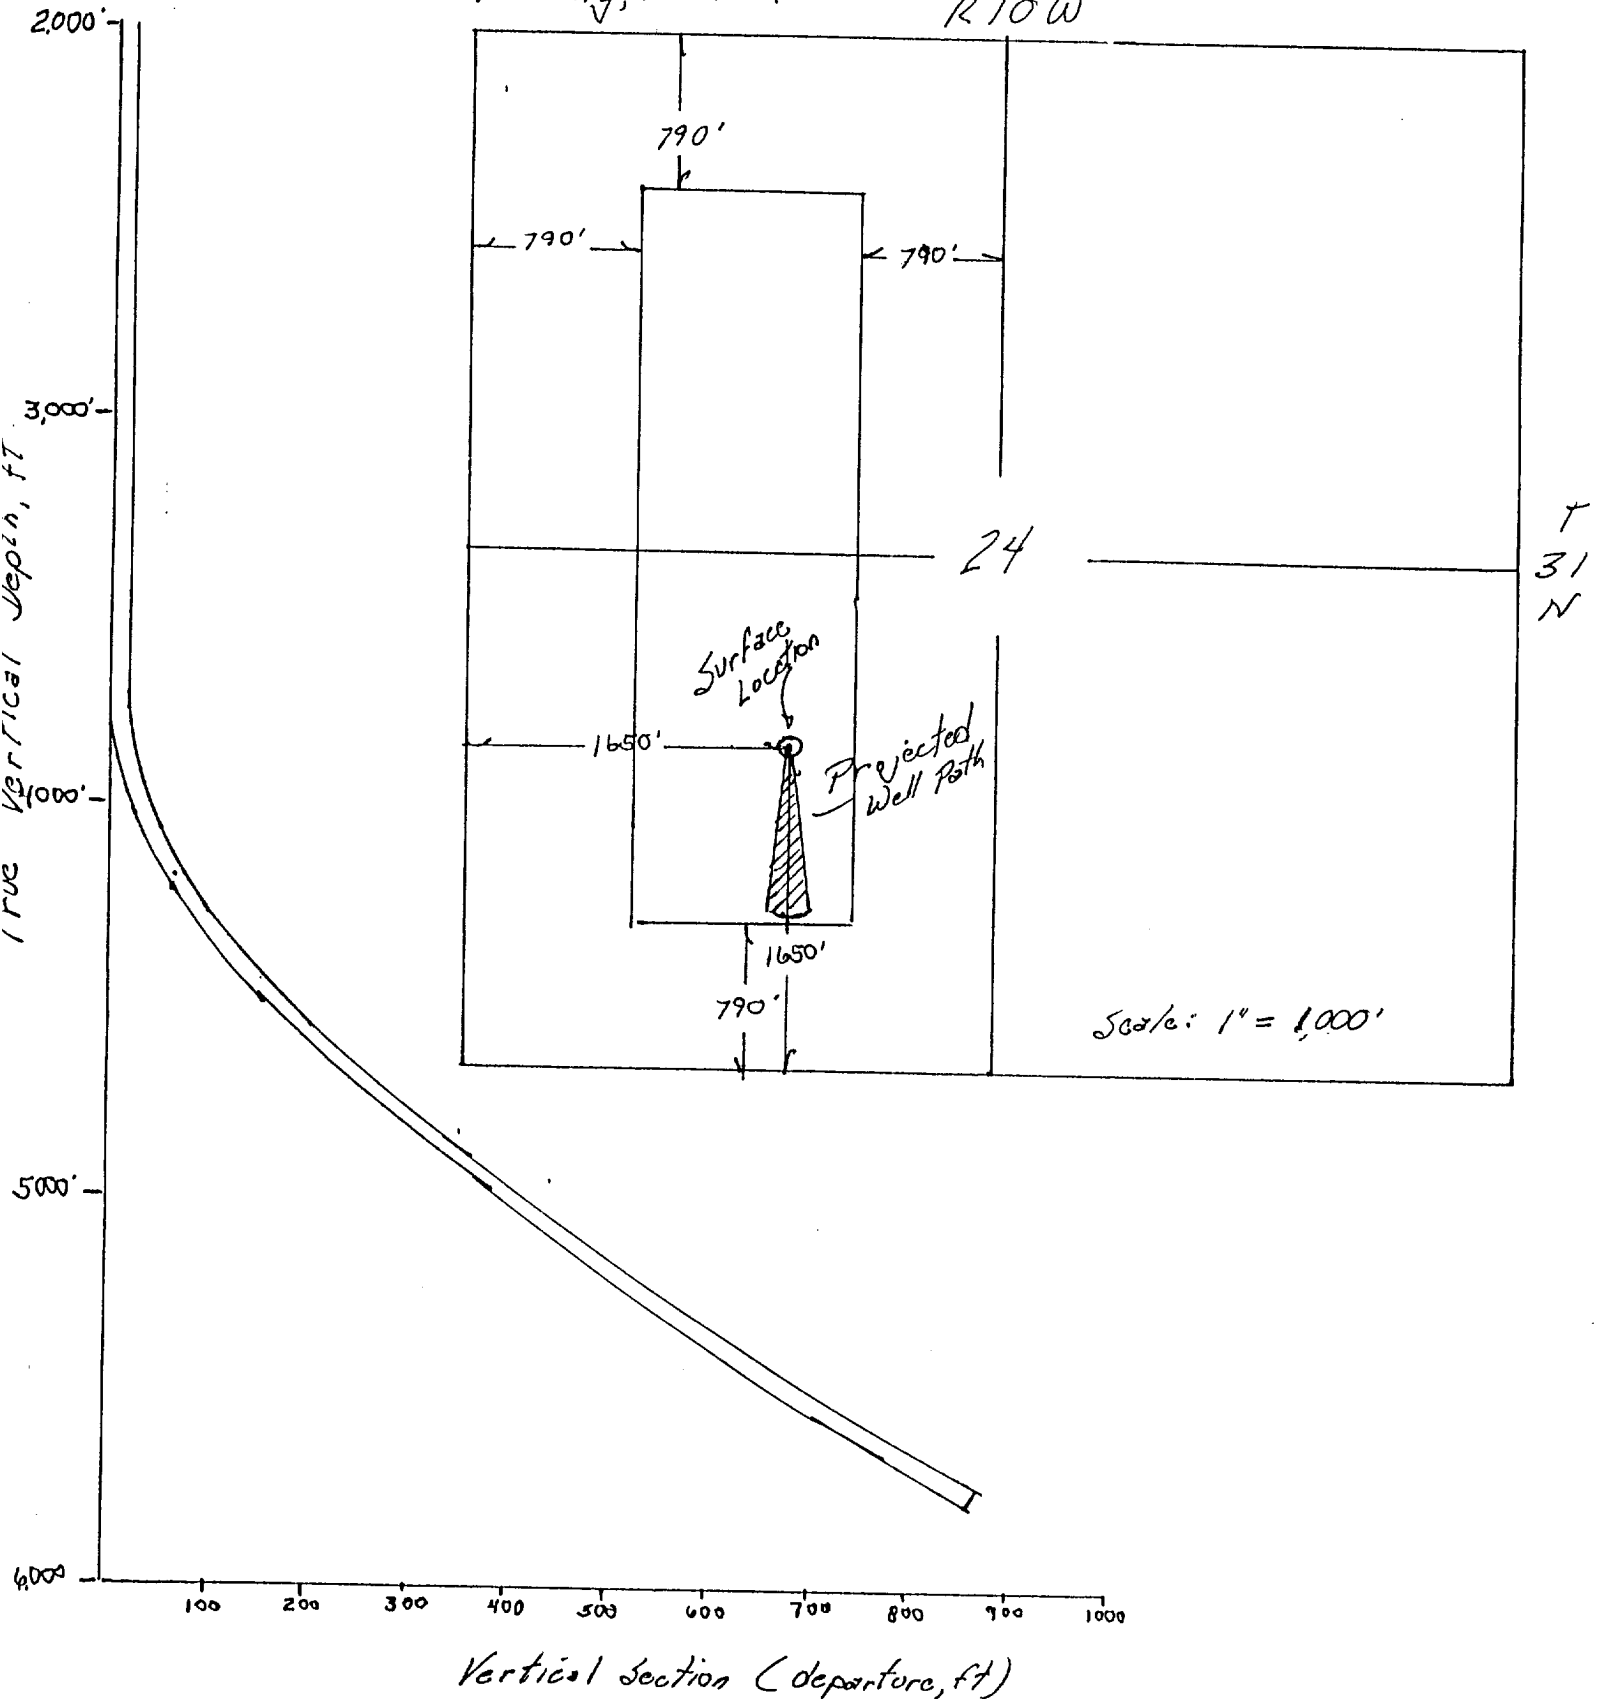 R10W
2,000'
790'
790'
790'
3,000'
True Vertical Depth, fT
24
T
31
N
Surface
Location
1650'
Projected
Well Path
4000'
1650'
790'
Scale: 1" = 1,000'
5000'
6,000
100 200 300 400 500 600 700 800 900 1000
Vertical Section (departure, ft)